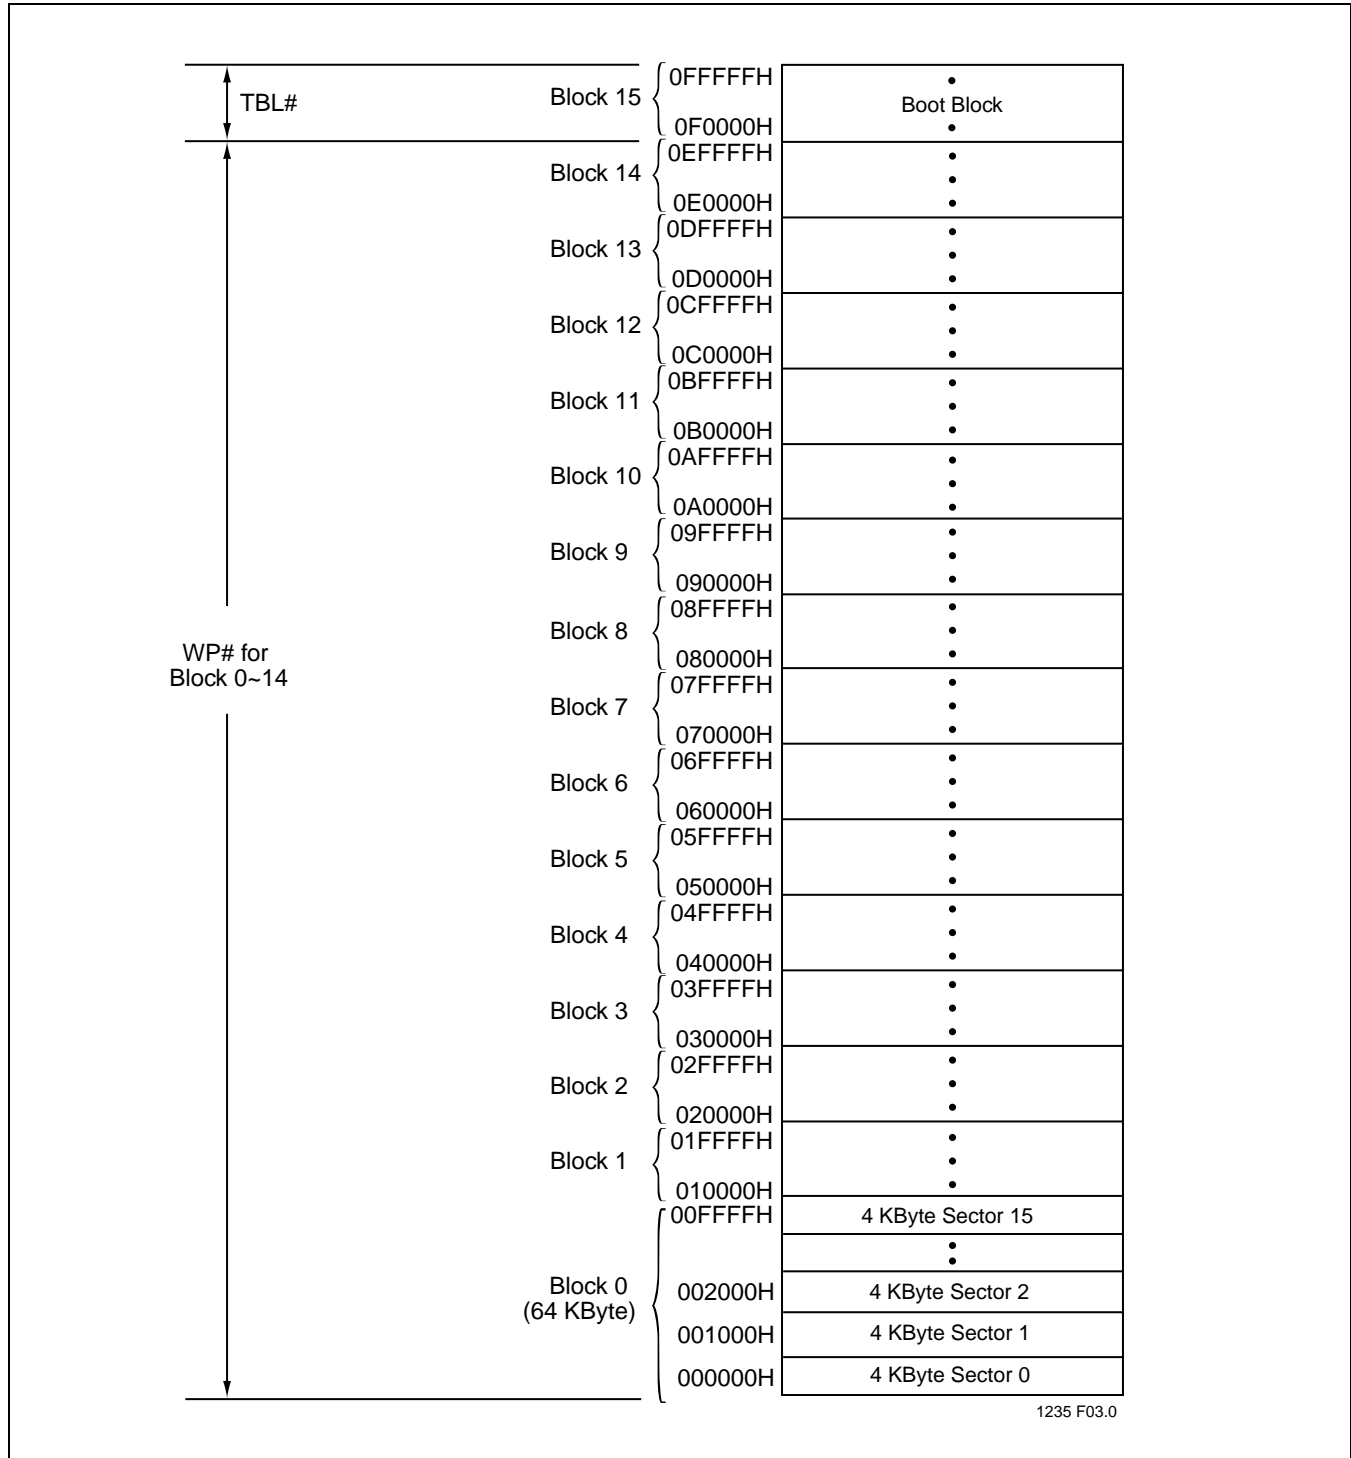 TBL#
Block 15
0FFFFFH
0F0000H
Boot Block
Block 14
0EFFFFH
0E0000H
Block 13
0DFFFFH
0D0000H
Block 12
0CFFFFH
0C0000H
Block 11
0BFFFFH
0B0000H
Block 10
0AFFFFH
0A0000H
Block 9
09FFFFH
090000H
Block 8
08FFFFH
080000H
WP# for
Block 0~14
Block 7
07FFFFH
070000H
Block 6
06FFFFH
060000H
Block 5
05FFFFH
050000H
Block 4
04FFFFH
040000H
Block 3
03FFFFH
030000H
Block 2
02FFFFH
020000H
Block 1
01FFFFH
010000H
00FFFFH
4 KByte Sector 15
Block 0
(64 KByte)
002000H
4 KByte Sector 2
001000H
4 KByte Sector 1
000000H
4 KByte Sector 0
1235 F03.0